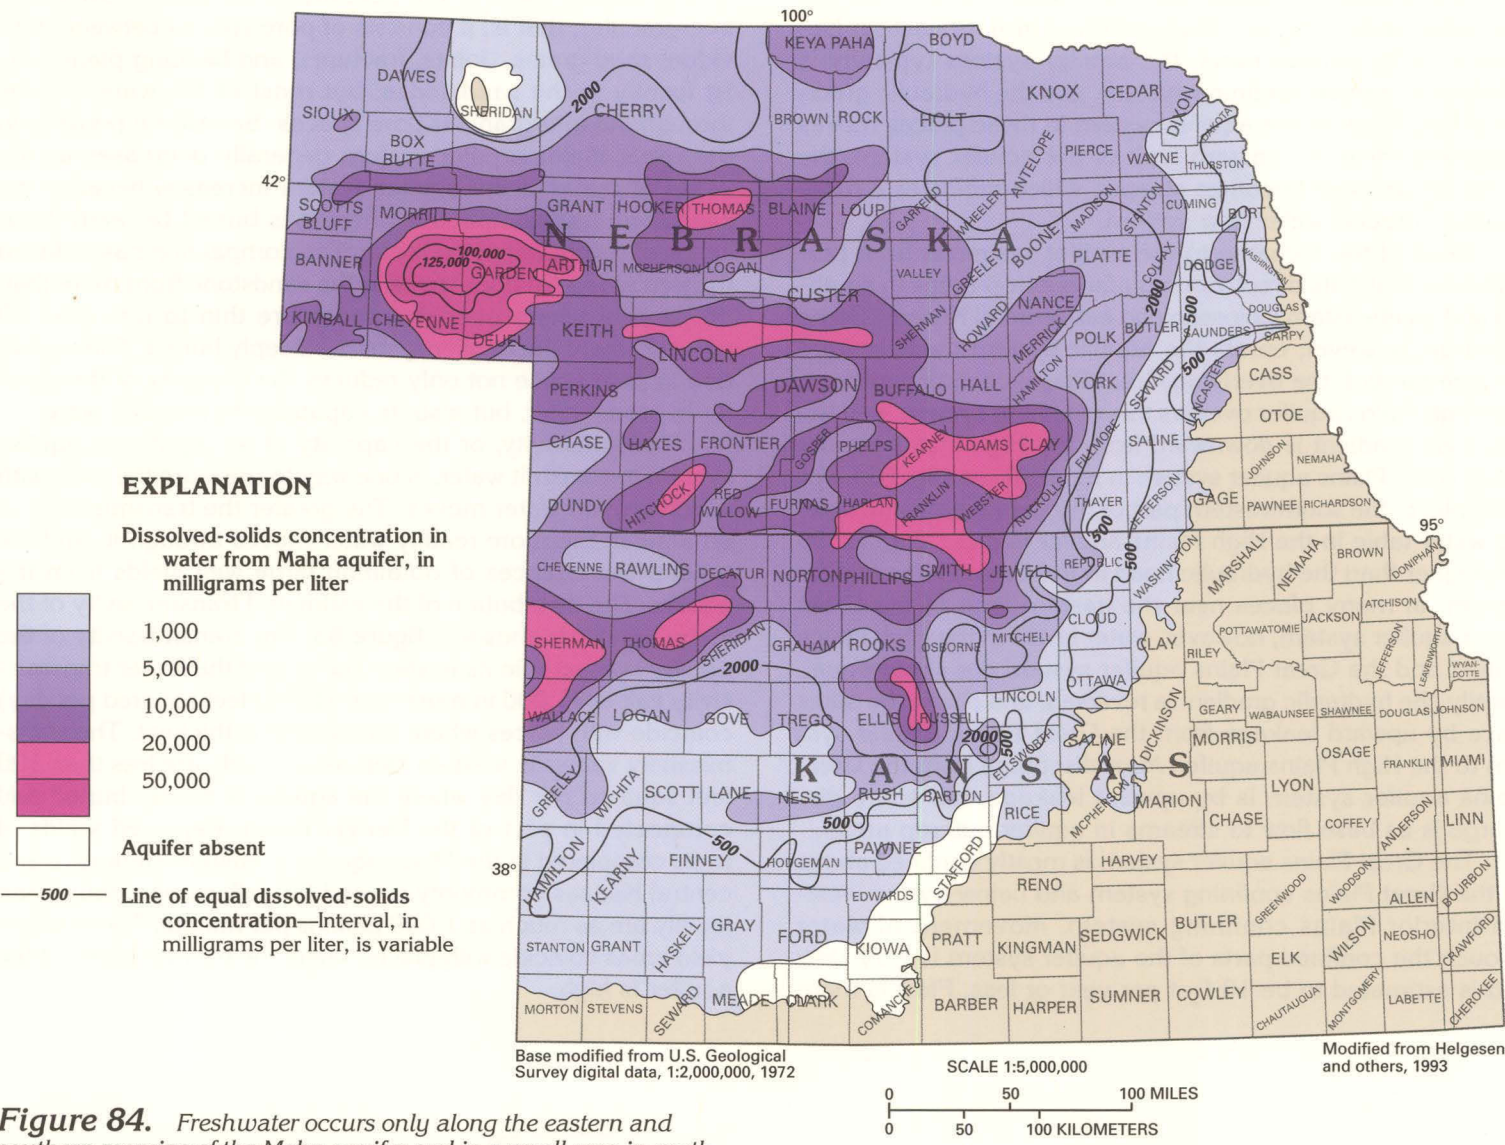 100°
KEYA PAHA
BOYD
DAWES
SIOUX
SHERIDAN
2000
CHERRY
BROWN
ROCK
HOLT
KNOX
CEDAR
DIXON
DAKOTA
BOX
BUTTE
ANTELOPE
PIERCE
WAYNE
THURSTON
42°
SCOTTS
BLUFF
MORRILL
GRANT
HOOKER
THOMAS
BLAINE
LOUP
GARFIELD
WHEELER
MADISON
STANTON
CUMING
BURT
NEBRASKA
BANNER
100,000
125,000
GARDEN
ARTHUR
MCPHERSON
LOGAN
CUSTER
VALLEY
GREELEY
BOONE
PLATTE
COLFAX
DODGE
WASHINGTON
KIMBALL
CHEYENNE
DEUEL
KEITH
LINCOLN
SHERMAN
HOWARD
NANCE
MERRICK
POLK
2000
BUTLER
500
SAUNDERS
DOUGLAS
SARPY
PERKINS
DAWSON
BUFFALO
HALL
HAMILTON
YORK
SEWARD
500
LANCASTER
CASS
OTOE
CHASE
HAYES
FRONTIER
GOSPER
PHELPS
KEARNEY
ADAMS
CLAY
FILLMORE
SALINE
JOHNSON
NEMAHA
DUNDY
HITCHOCK
RED
WILLOW
FURNAS
HARLAN
FRANKLIN
WEBSTER
NUCKOLLS
THAYER
JEFFERSON
GAGE
PAWNEE
RICHARDSON
95°
500
500
CHEYENNE
RAWLINS
DECATUR
NORTON
PHILLIPS
SMITH
JEWELL
REPUBLIC
WASHINGTON
MARSHALL
NEMAHA
BROWN
DONIPHAN
SHERMAN
THOMAS
SHERIDAN
GRAHAM
ROOKS
OSBORNE
MITCHELL
CLOUD
CLAY
RILEY
POTTAWATOMIE
JACKSON
ATCHISON
JEFFERSON
LEAVENWORTH
WYAN-
DOTTE
2000
WALLACE
LOGAN
GOVE
TREGO
ELLIS
RUSSELL
LINCOLN
OTTAWA
DICKINSON
GEARY
WABAUNSEE
SHAWNEE
DOUGLAS
JOHNSON
2000
500
ELLSWORTH
SALINE
MORRIS
OSAGE
FRANKLIN
MIAMI
KANSAS
GREELEY
WICHITA
SCOTT
LANE
NESS
RUSH
BARTON
RICE
MCPHERSON
MARION
CHASE
LYON
COFFEY
ANDERSON
LINN
500
500
38°
HAMILTON
KEARNY
FINNEY
HODGEMAN
PAWNEE
STAFFORD
EDWARDS
RENO
HARVEY
BUTLER
GREENWOOD
WOODSON
ALLEN
BOURBON
STANTON
GRANT
HASKELL
GRAY
FORD
KIOWA
PRATT
KINGMAN
SEDGWICK
ELK
WILSON
NEOSHO
CRAWFORD
MORTON
STEVENS
SEWARD
MEADE
CLARK
COMANCHE
BARBER
HARPER
SUMNER
COWLEY
CHAUTAUQUA
MONTGOMERY
LABETTE
CHEROKEE
EXPLANATION
Dissolved-solids concentration in
water from Maha aquifer, in
milligrams per liter
1,000
5,000
10,000
20,000
50,000
Aquifer absent
500
Line of equal dissolved-solids
concentration—Interval, in
milligrams per liter, is variable
Base modified from U.S. Geological
Survey digital data, 1:2,000,000, 1972
SCALE 1:5,000,000
0 50 100 MILES
0 50 100 KILOMETERS
Modified from Helgesen
and others, 1993
Figure 84. Freshwater occurs only along the eastern and